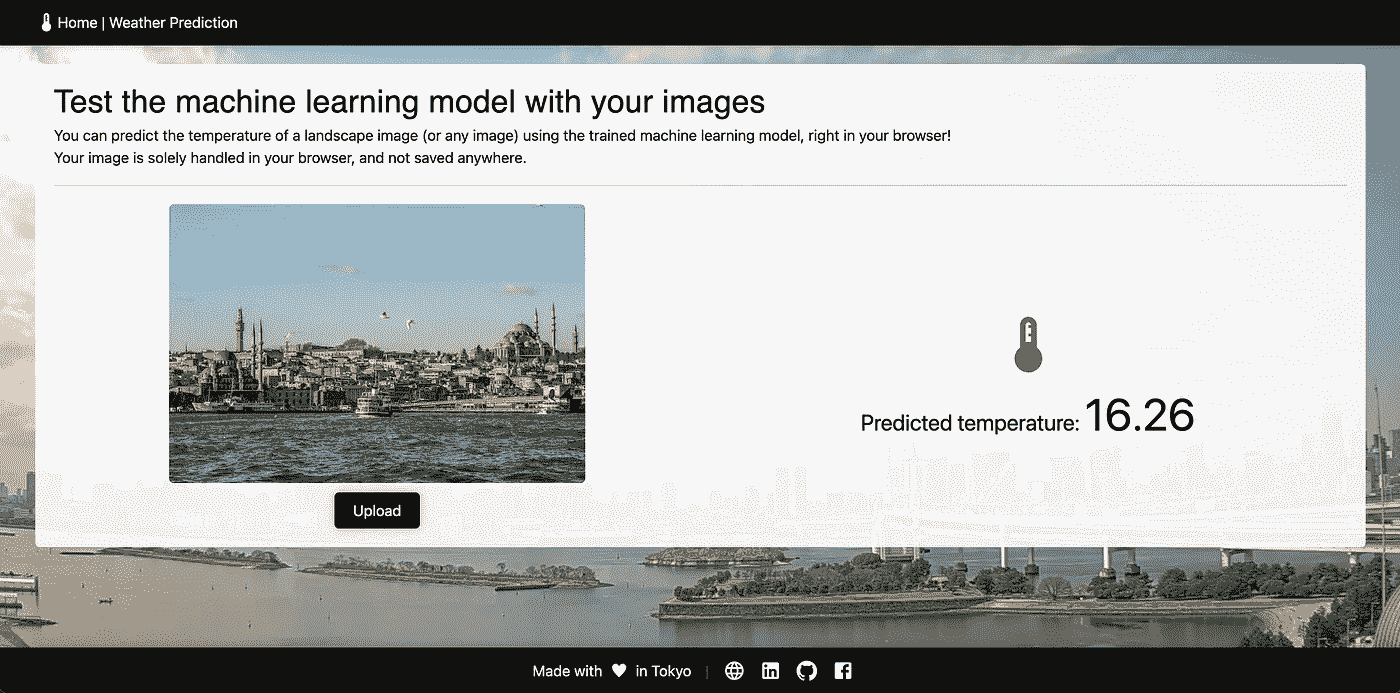 Home | Weather Prediction
Test the machine learning model with your images
You can predict the temperature of a landscape image (or any image) using the trained machine learning model, right in your browser!
Your image is solely handled in your browser, and not saved anywhere.
Predicted temperature: 16.26
Upload
Made with ♥ in Tokyo |